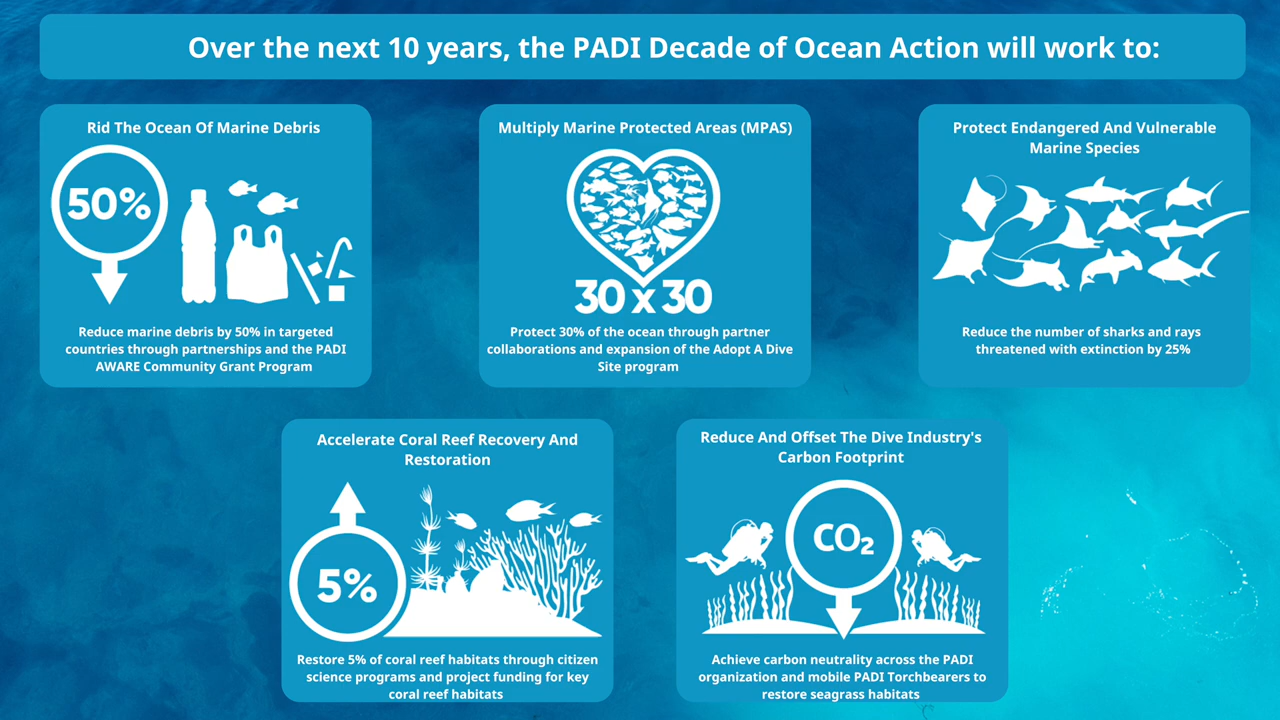 Over the next 10 years, the PADI Decade of Ocean Action will work to:
Rid The Ocean Of Marine Debris
50%
Reduce marine debris by 50% in targeted
countries through partnerships and the PADI
AWARE Community Grant Program
Multiply Marine Protected Areas (MPAS)
30 x 30
Protect 30% of the ocean through partner
collaborations and expansion of the Adopt A Dive
Site program
Protect Endangered And Vulnerable
Marine Species
Reduce the number of sharks and rays
threatened with extinction by 25%
Accelerate Coral Reef Recovery And
Restoration
5%
Restore 5% of coral reef habitats through citizen
science programs and project funding for key
coral reef habitats
Reduce And Offset The Dive Industry's
Carbon Footprint
CO₂
Achieve carbon neutrality across the PADI
organization and mobile PADI Torchbearers to
restore seagrass habitats